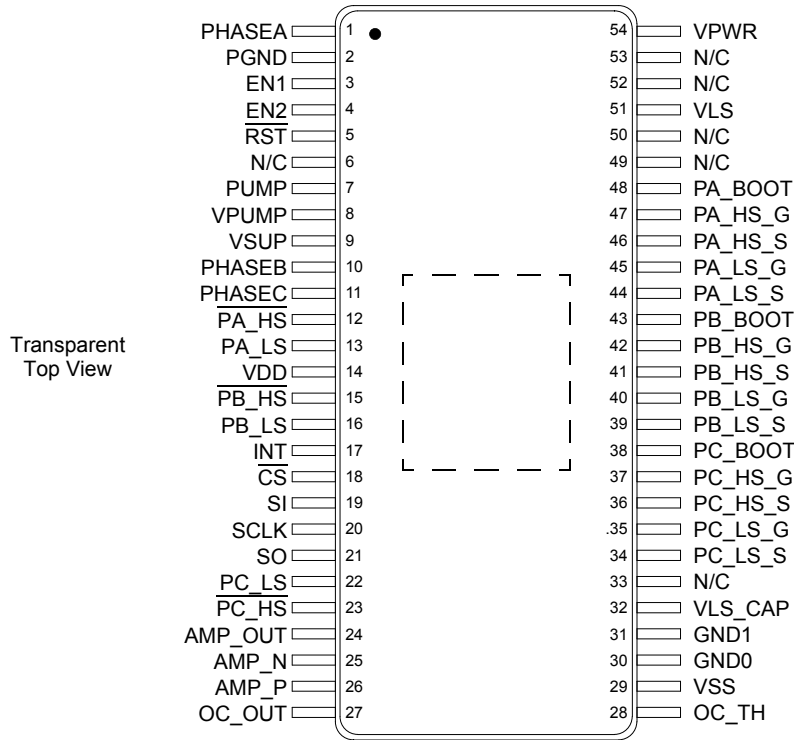 PHASEA 1 54 VPWR
PGND 2 53 N/C
EN1 3 52 N/C
EN2 4 51 VLS
RST 5 50 N/C
N/C 6 49 N/C
PUMP 7 48 PA_BOOT
VPUMP 8 47 PA_HS_G
VSUP 9 46 PA_HS_S
PHASEB 10 45 PA_LS_G
PHASEC 11 44 PA_LS_S
PA_HS 12 43 PB_BOOT
PA_LS 13 42 PB_HS_G
VDD 14 41 PB_HS_S
PB_HS 15 40 PB_LS_G
PB_LS 16 39 PB_LS_S
INT 17 38 PC_BOOT
CS 18 37 PC_HS_G
SI 19 36 PC_HS_S
SCLK 20 .35 PC_LS_G
SO 21 34 PC_LS_S
PC_LS 22 33 N/C
PC_HS 23 32 VLS_CAP
AMP_OUT 24 31 GND1
AMP_N 25 30 GND0
AMP_P 26 29 VSS
OC_OUT 27 28 OC_TH
Transparent
Top View